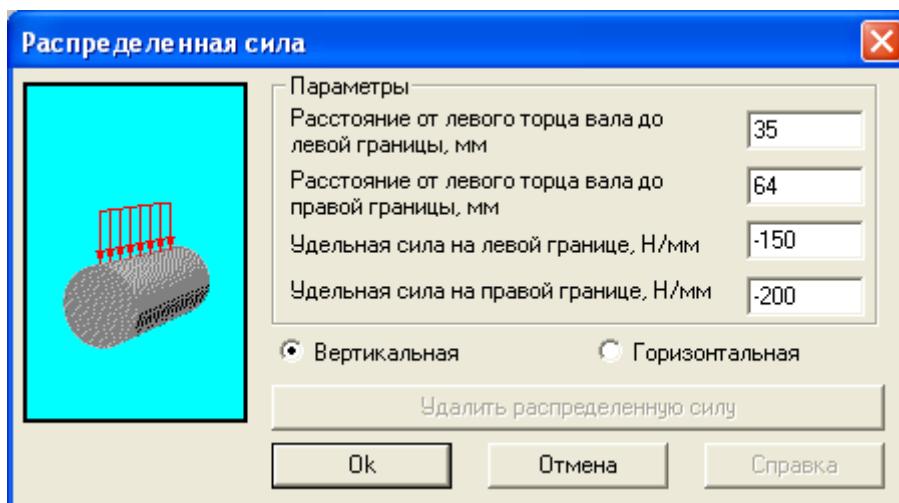 Распределенная сила
Параметры
Расстояние от левого торца вала до
левой границы, мм
35
Расстояние от левого торца вала до
правой границы, мм
64
Удельная сила на левой границе, Н/мм
-150
Удельная сила на правой границе, Н/мм
-200
Вертикальная
Горизонтальная
Удалить распределенную силу
Ok
Отмена
Справка